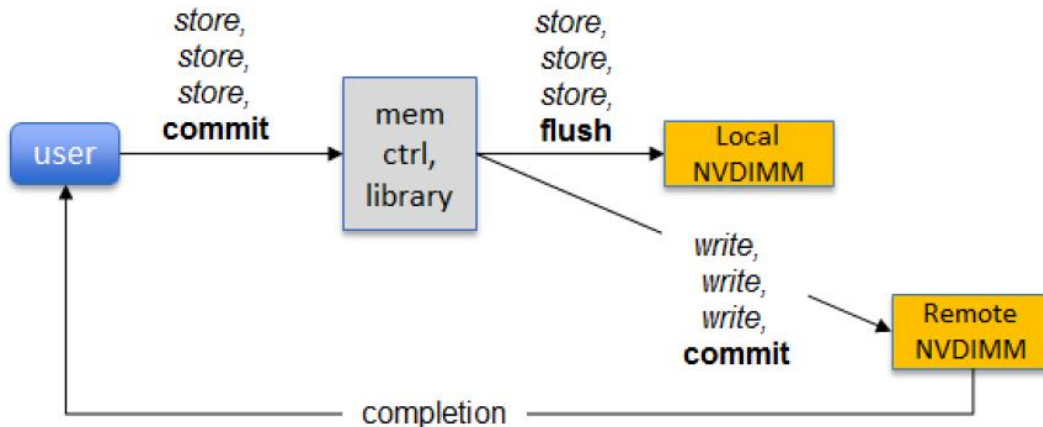 store,
store,
store,
commit
user
mem
ctrl,
library
store,
store,
store,
flush
Local
NVDIMM
write,
write,
write,
commit
Remote
NVDIMM
completion